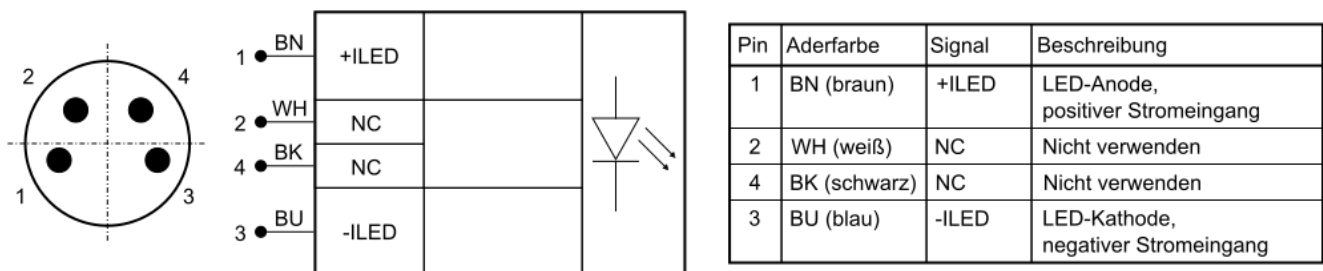 2 4
1 3
1 BN +ILED
2 WH NC
4 BK NC
3 BU -ILED
Pin Aderfarbe Signal Beschreibung
1 BN (braun) +ILED LED-Anode,
positiver Stromeingang
2 WH (weiß) NC Nicht verwenden
4 BK (schwarz) NC Nicht verwenden
3 BU (blau) -ILED LED-Kathode,
negativer Stromeingang